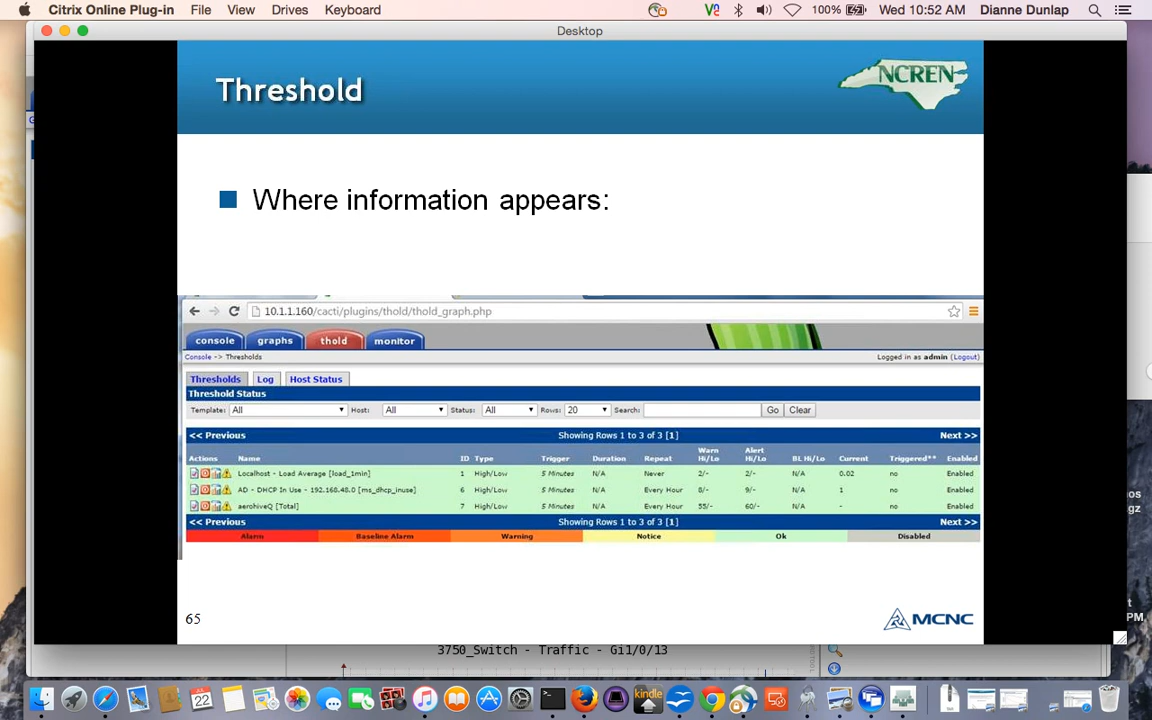 Citrix Online Plug-in File View Drives Keyboard 100% Wed 10:52 AM Dianne Dunlap
Desktop
Threshold
NCREN
Where information appears:
10.1.1.160/cacti/plugins/thold/thold_graph.php
console graphs thold monitor
Console -> Thresholds Logged in as admin (Logout)
Thresholds Log Host Status
Threshold Status
Template: All Host: All Status: All Rows: 20 Search: Go Clear
<< Previous Showing Rows 1 to 3 of 3 [1] Next >>
Actions Name ID Type Trigger Duration Repeat Warn Hi/Lo Alert Hi/Lo BL Hi/Lo Current Triggered** Enabled
Localhost - Load Average [load_1min] 1 High/Low 5 Minutes N/A Never 2/- 2/- N/A 0.02 no Enabled
AD - DHCP In Use - 192.168.48.0 [ms_dhcp_inuse] 6 High/Low 5 Minutes N/A Every Hour 8/- 9/- N/A 1 no Enabled
aerohiveQ [Total] 7 High/Low 5 Minutes N/A Every Hour 55/- 60/- N/A - no Enabled
<< Previous Showing Rows 1 to 3 of 3 [1] Next >>
Alarm Baseline Alarm Warning Notice Ok Disabled
65
MCNC
3750_Switch - Traffic - Gi1/0/13
os
gz
t
PM
22
kindle